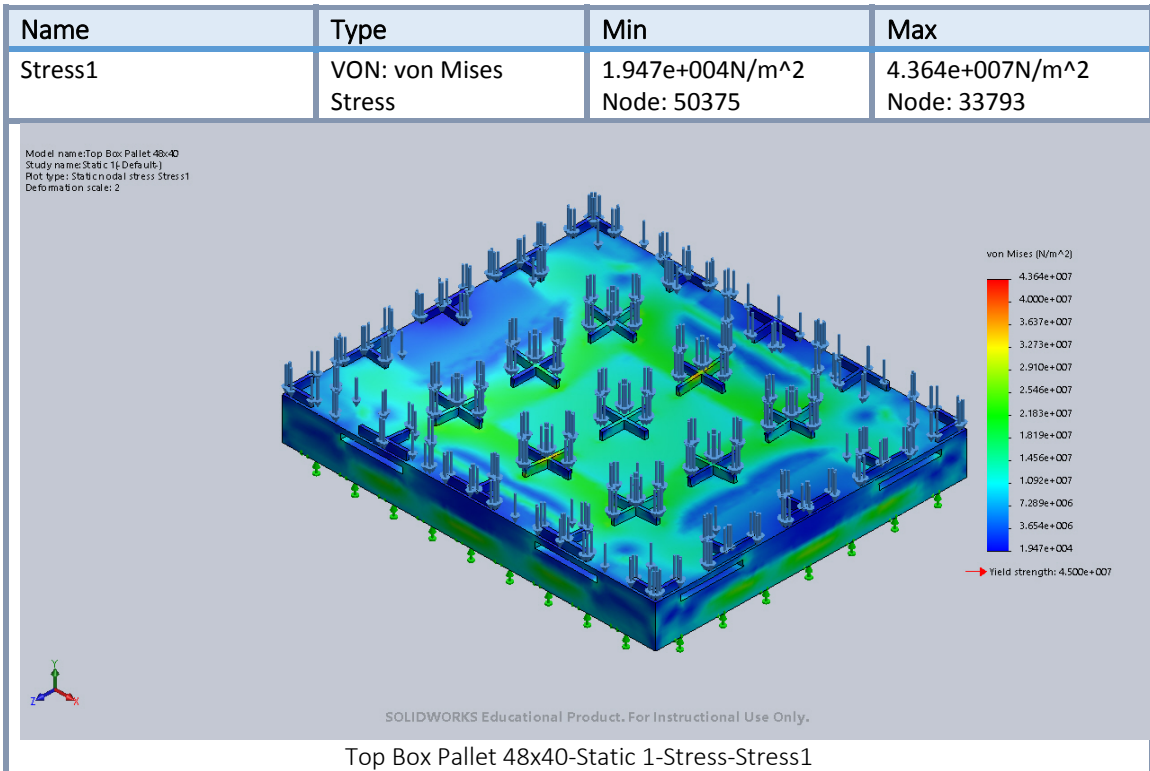 Name Type Min Max
Stress1 VON: von Mises 1.947e+004N/m^2 4.364e+007N/m^2
Stress Node: 50375 Node: 33793
Model name:Top Box Pallet 48x40
Study name:Static 1(-Default-)
Plot type: Static nodal stress Stress1
Deformation scale: 2
von Mises (N/m^2)
4.364e+007
4.000e+007
3.637e+007
3.273e+007
2.910e+007
2.546e+007
2.183e+007
1.819e+007
1.456e+007
1.092e+007
7.289e+006
3.654e+006
1.947e+004
Yield strength: 4.500e+007
Y
Z
X
SOLIDWORKS Educational Product. For Instructional Use Only.
Top Box Pallet 48x40-Static 1-Stress-Stress1